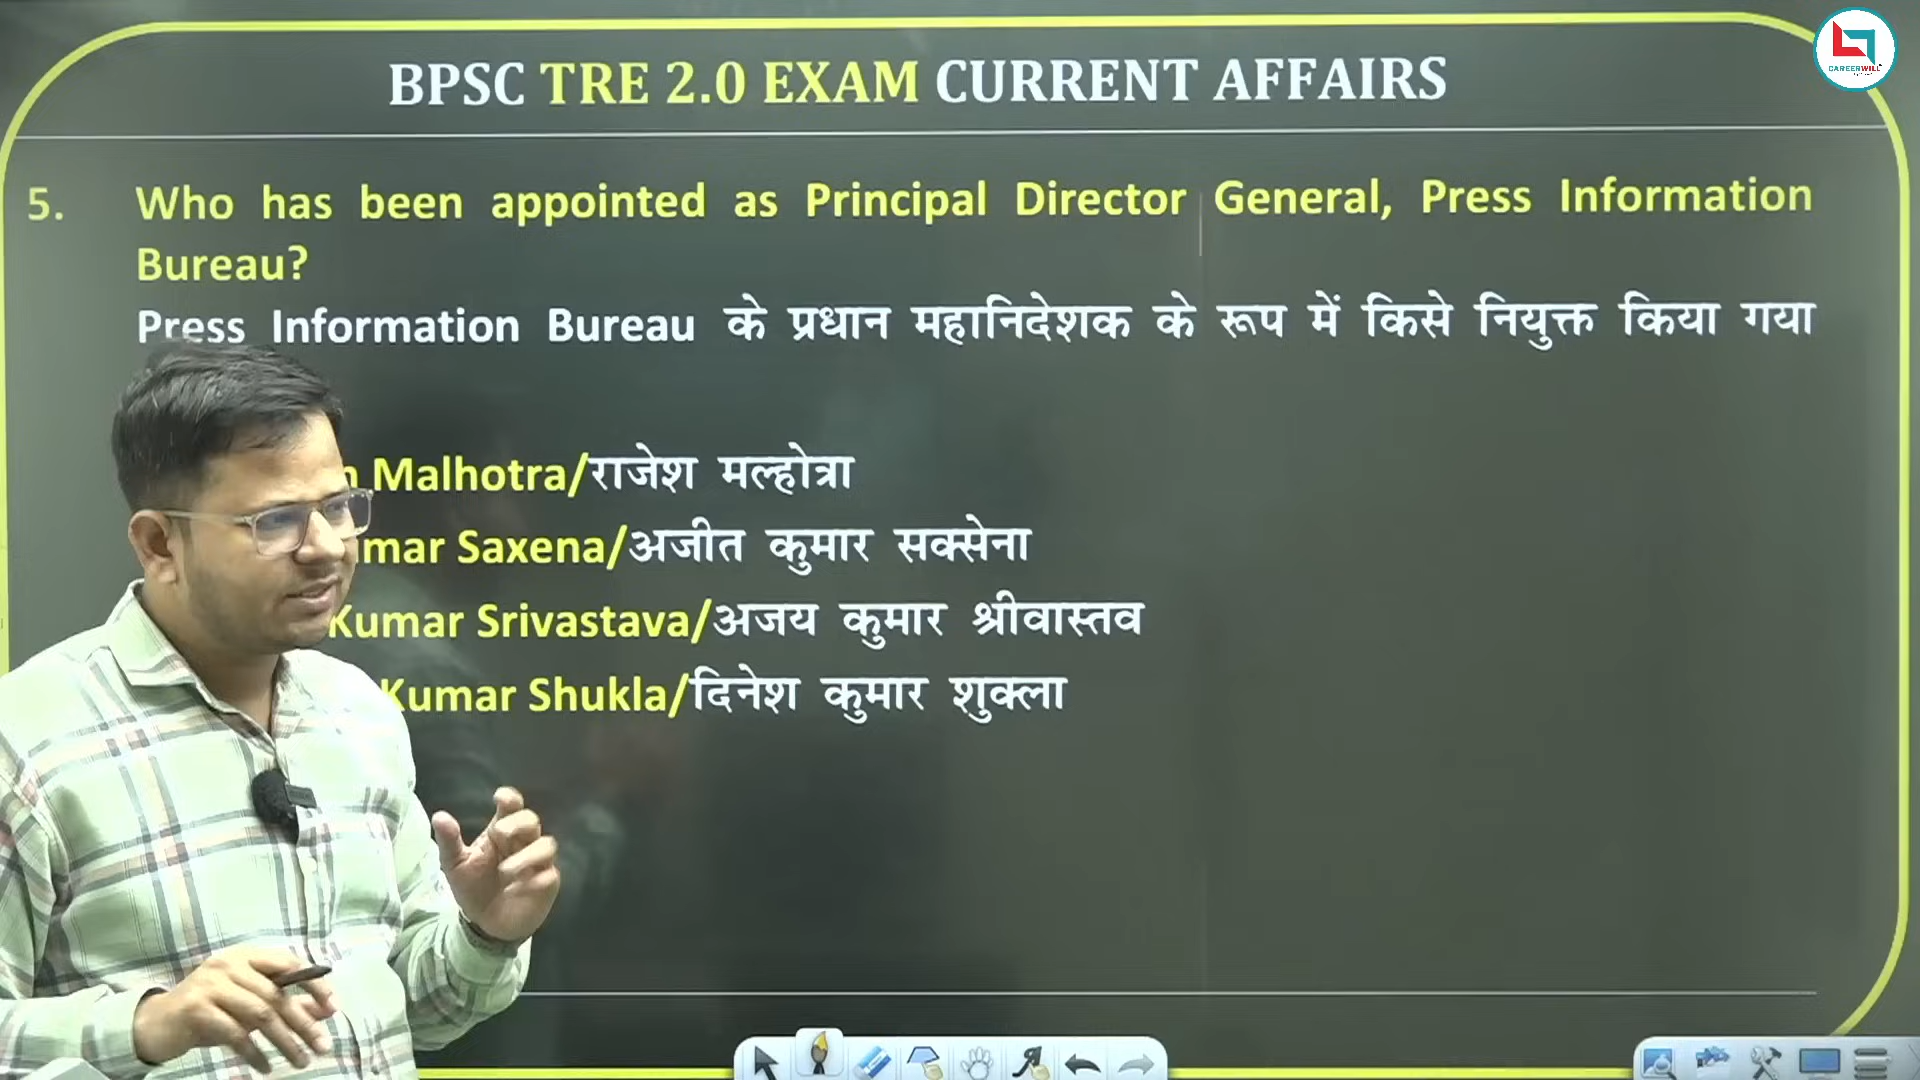 CAREERWILL
BPSC TRE 2.0 EXAM CURRENT AFFAIRS
5. Who has been appointed as Principal Director General, Press Information
Bureau?
Press Information Bureau के प्रधान महानिदेशक के रूप में किसे नियुक्त किया गया
Malhotra/राजेश मल्होत्रा
mar Saxena/अजीत कुमार सक्सेना
Kumar Srivastava/अजय कुमार श्रीवास्तव
Kumar Shukla/दिनेश कुमार शुक्ला